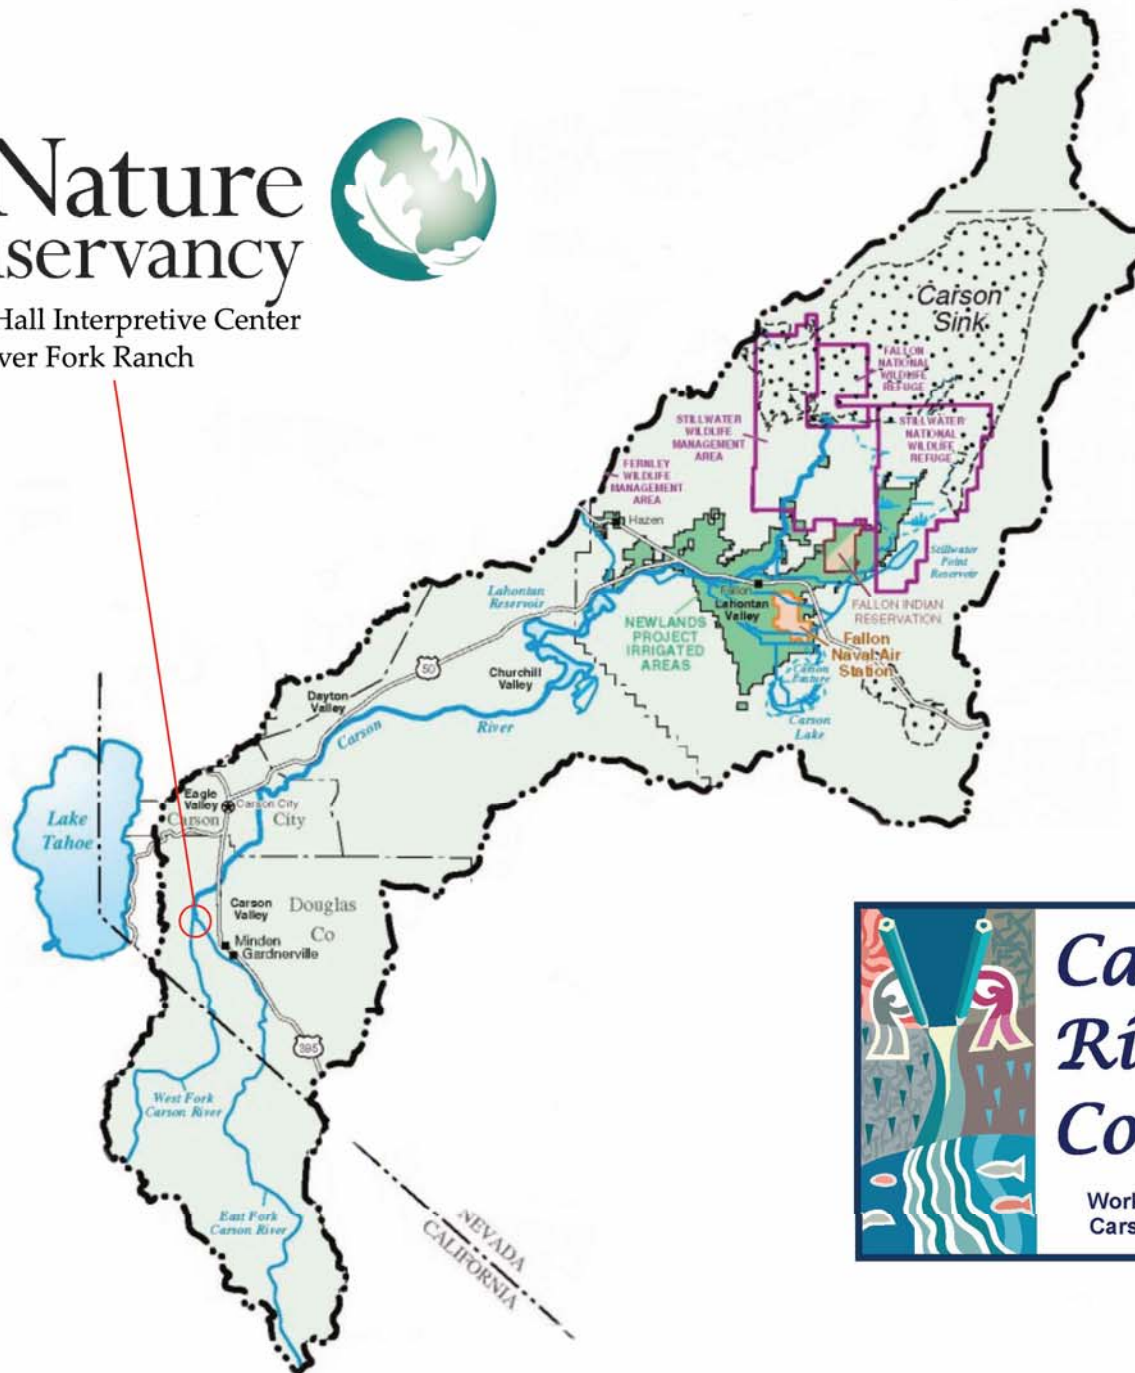 Nature
servancy
Hall Interpretive Center
ver Fork Ranch
Carson
Sink
FALLON
NATIONAL
WILDLIFE
REFUGE
STILLWATER
WILDLIFE
MANAGEMENT
AREA
STILLWATER
NATIONAL
WILDLIFE
REFUGE
FERNLEY
WILDLIFE
MANAGEMENT
AREA
Hazen
Stillwater
Point
Reservoir
Lahontan
Reservoir
Fallon
Lahontan
Valley
FALLON INDIAN
RESERVATION
NEWLANDS
PROJECT
IRRIGATED
AREAS
Fallon
Naval Air
Station
50
Churchill
Valley
Carson
Pasture
Dayton
Valley
Carson
River
Carson
Lake
Eagle
Valley
Carson City
Carson City
Lake
Tahoe
Carson
Valley
Douglas
Co
Minden
Gardnerville
395
West Fork
Carson River
East Fork
Carson River
NEVADA
CALIFORNIA
Ca
Ri
Co
Work
Cars